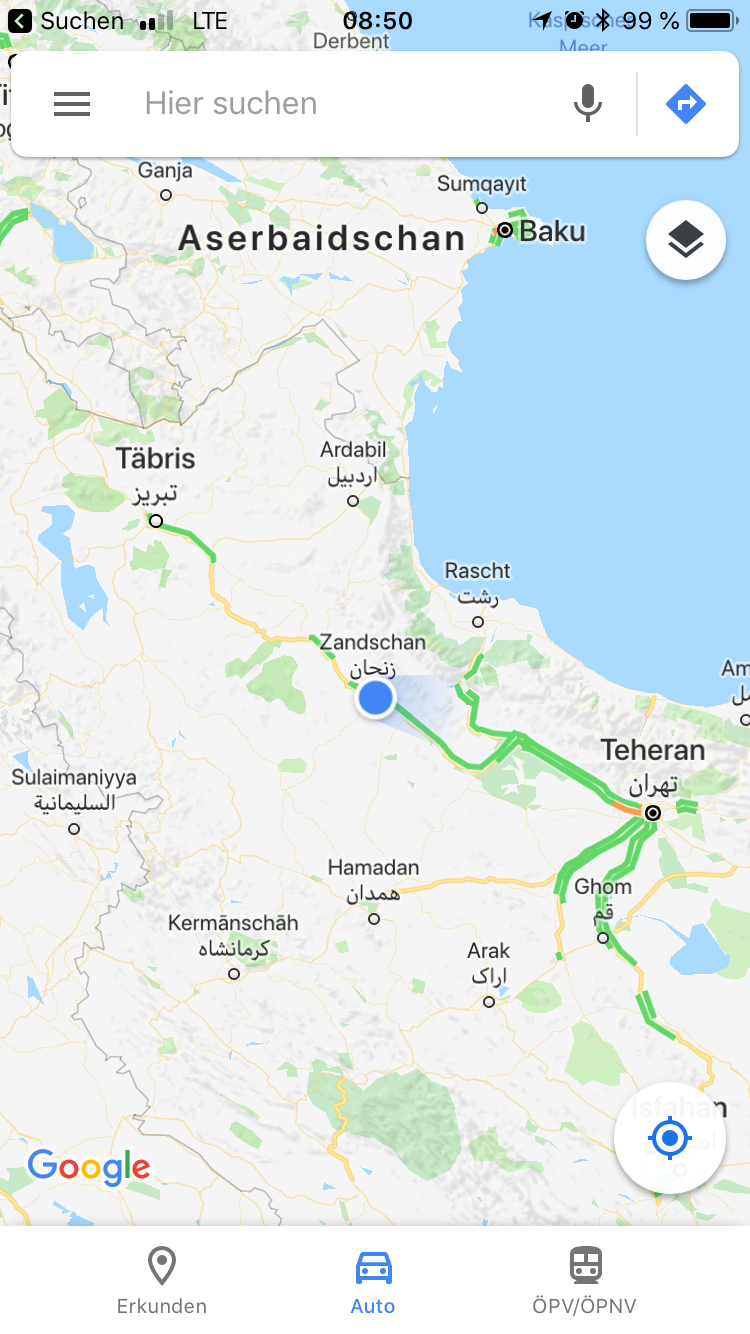 Suchen LTE 08:50 99 %
Derbent
Kaspisches
Meer
Hier suchen
Ganja
Sumqayıt
Aserbaidschan
Baku
Täbris
تبریز
Ardabil
اردبیل
Rascht
رشت
Zandschan
زنجان
Teheran
تهران
Sulaimaniyya
السليمانية
Hamadan
همدان
Ghom
قم
Kermānschāh
کرمانشاه
Arak
اراک
Isfahan
Google
Erkunden
Auto
ÖPV/ÖPNV